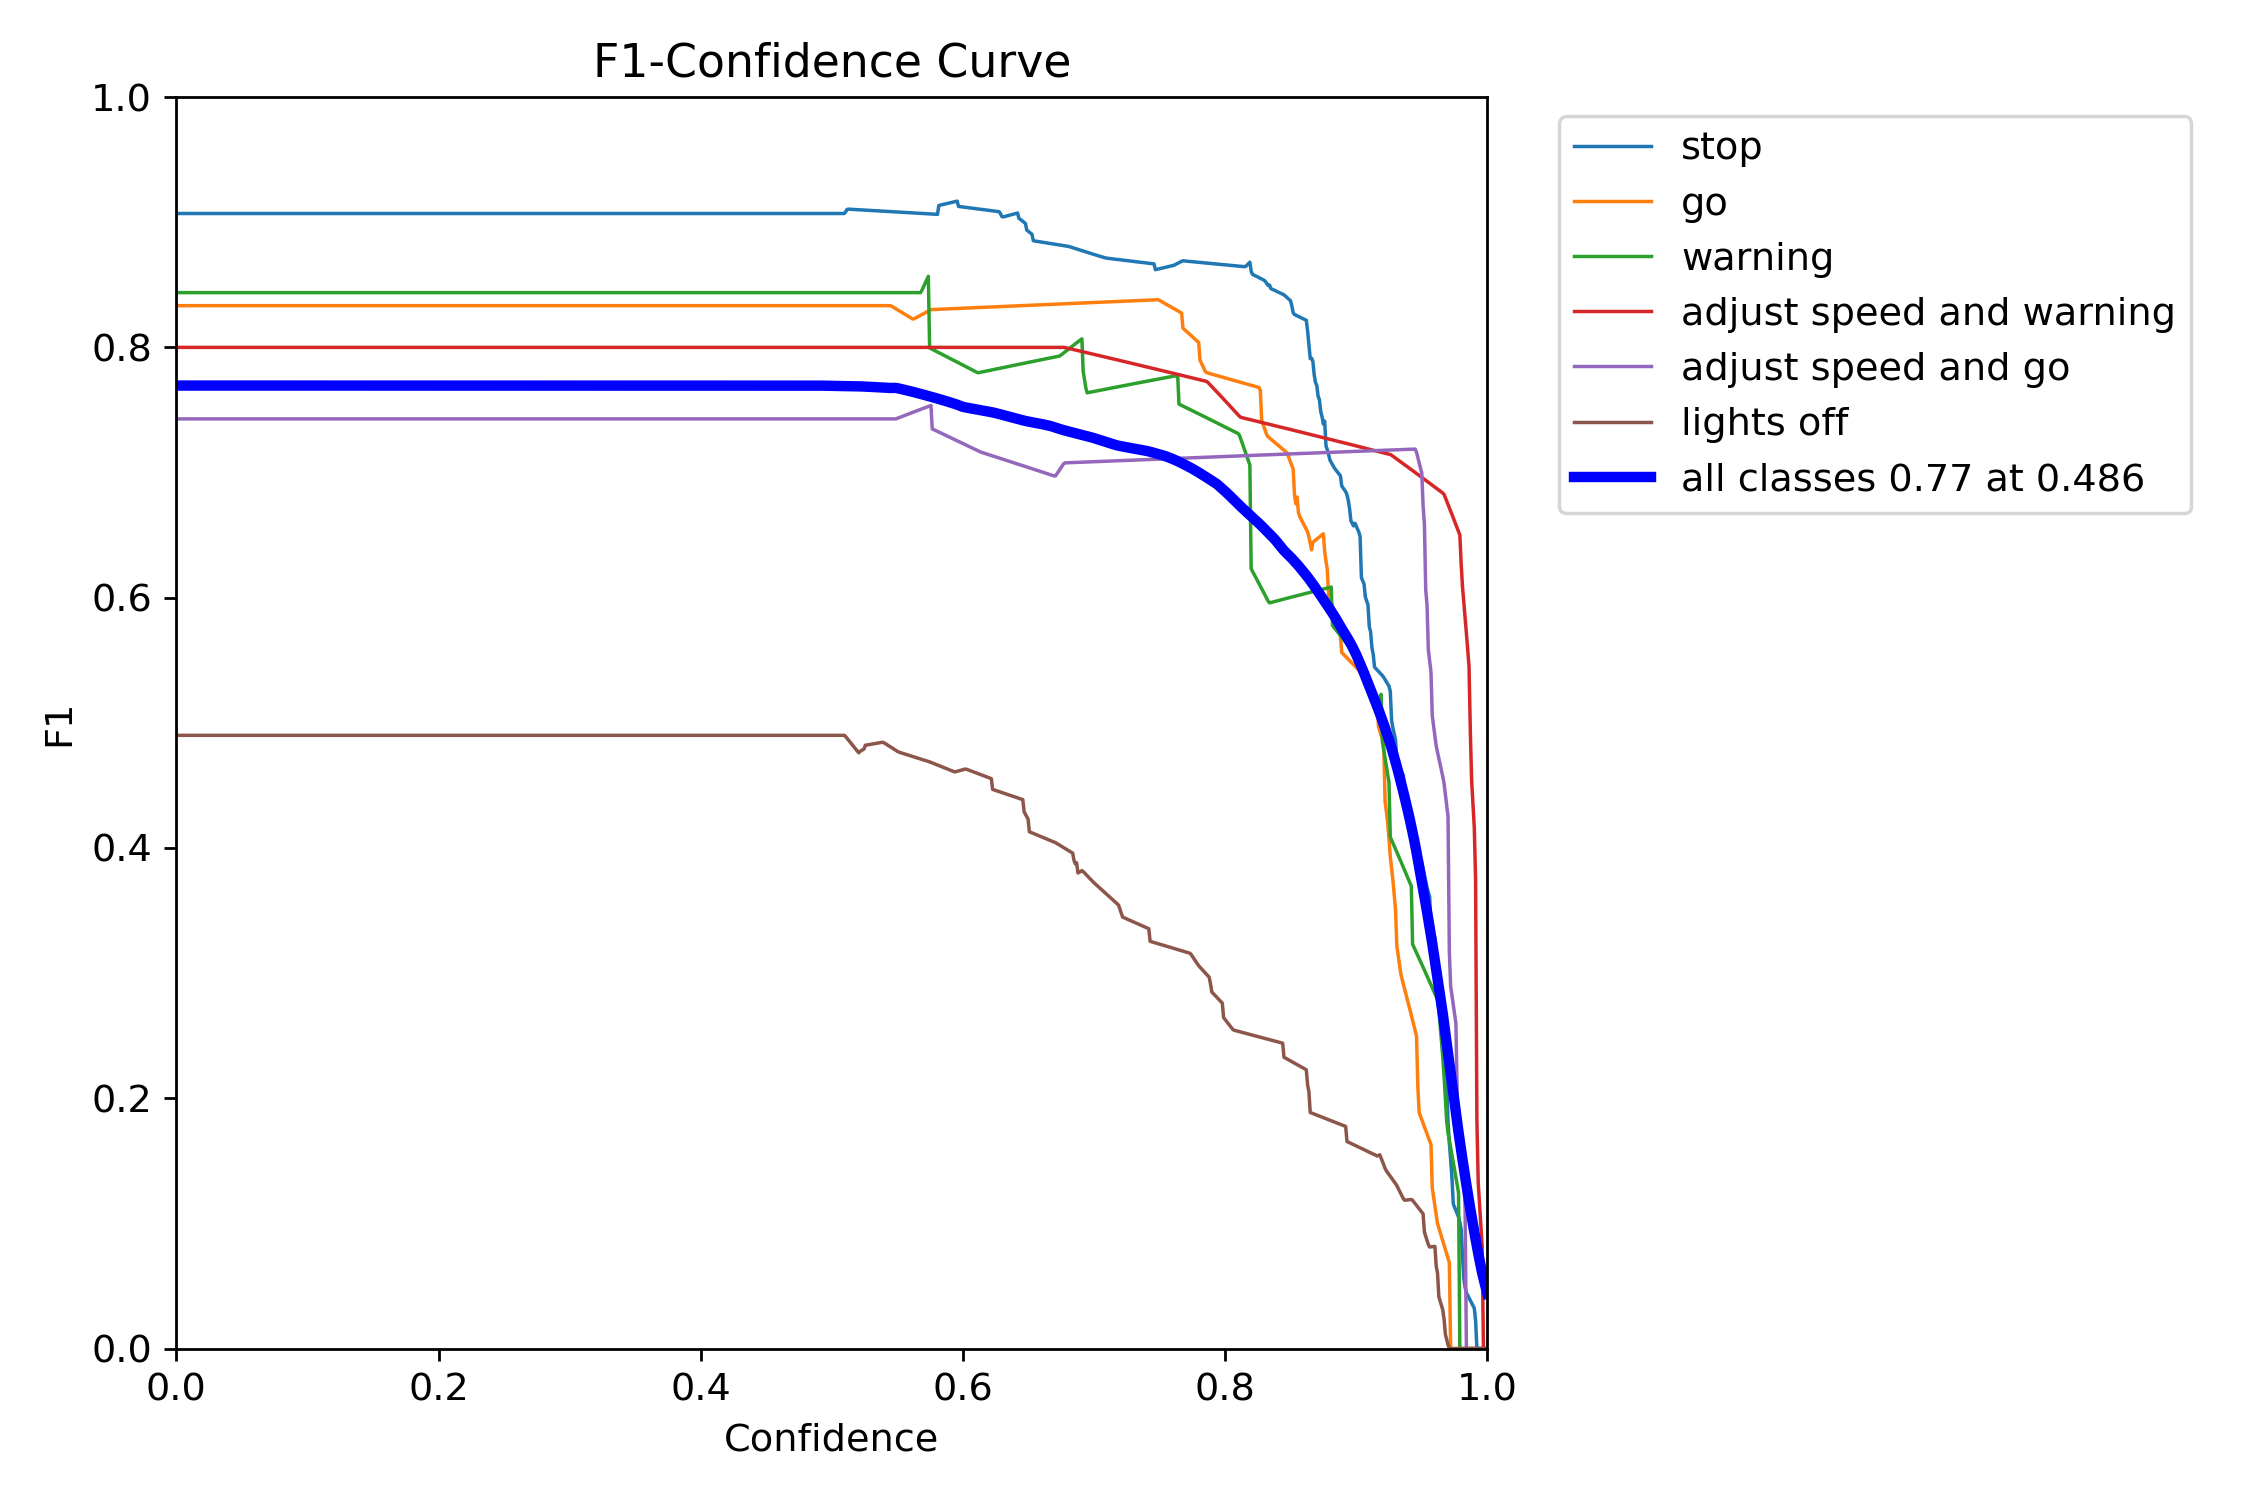 F1-Confidence Curve
1.0
0.8
0.6
0.4
0.2
0.0
F1
0.0 0.2 0.4 0.6 0.8 1.0
Confidence
stop
go
warning
adjust speed and warning
adjust speed and go
lights off
all classes 0.77 at 0.486